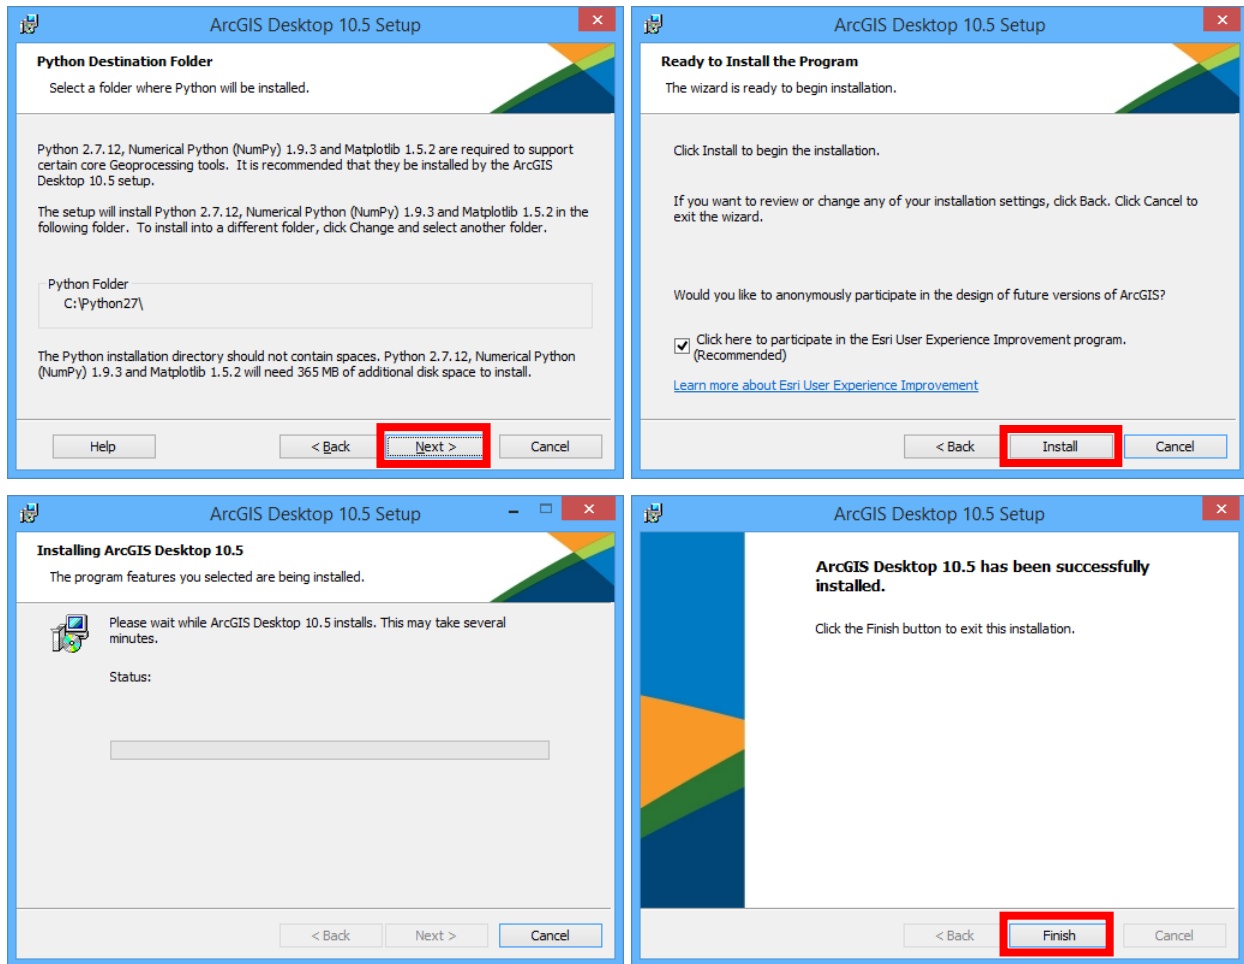 ArcGIS Desktop 10.5 Setup
Python Destination Folder
Select a folder where Python will be installed.
Python 2.7.12, Numerical Python (NumPy) 1.9.3 and Matplotlib 1.5.2 are required to support
certain core Geoprocessing tools. It is recommended that they be installed by the ArcGIS
Desktop 10.5 setup.
The setup will install Python 2.7.12, Numerical Python (NumPy) 1.9.3 and Matplotlib 1.5.2 in the
following folder. To install into a different folder, click Change and select another folder.
Python Folder
C:\Python27\
The Python installation directory should not contain spaces. Python 2.7.12, Numerical Python
(NumPy) 1.9.3 and Matplotlib 1.5.2 will need 365 MB of additional disk space to install.
Help
< Back
Next >
Cancel
ArcGIS Desktop 10.5 Setup
Ready to Install the Program
The wizard is ready to begin installation.
Click Install to begin the installation.
If you want to review or change any of your installation settings, click Back. Click Cancel to
exit the wizard.
Would you like to anonymously participate in the design of future versions of ArcGIS?
Click here to participate in the Esri User Experience Improvement program.
(Recommended)
Learn more about Esri User Experience Improvement
< Back
Install
Cancel
ArcGIS Desktop 10.5 Setup
Installing ArcGIS Desktop 10.5
The program features you selected are being installed.
Please wait while ArcGIS Desktop 10.5 installs. This may take several
minutes.
Status:
< Back
Next >
Cancel
ArcGIS Desktop 10.5 Setup
ArcGIS Desktop 10.5 has been successfully
installed.
Click the Finish button to exit this installation.
< Back
Finish
Cancel